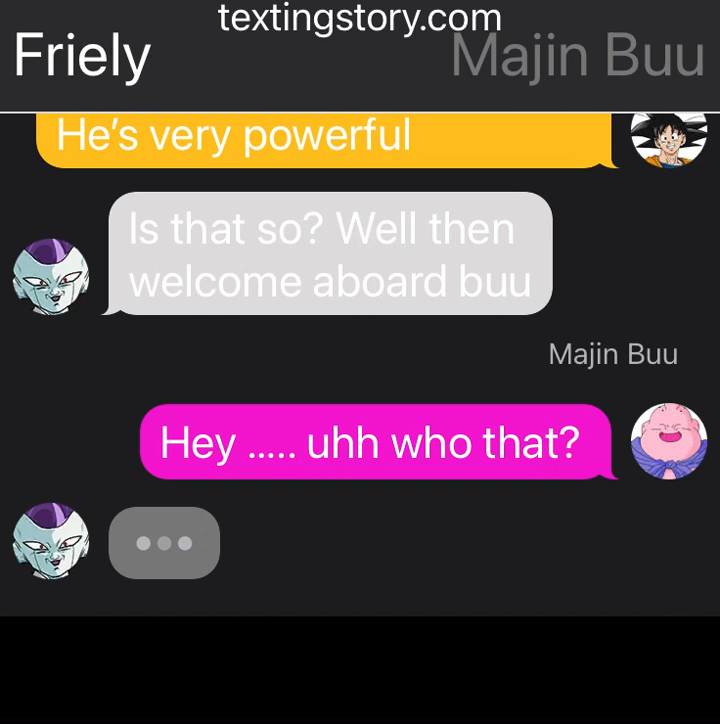 textingstory.com
Friely
Majin Buu
He's very powerful
Is that so? Well then
welcome aboard buu
Majin Buu
Hey ..... uhh who that?